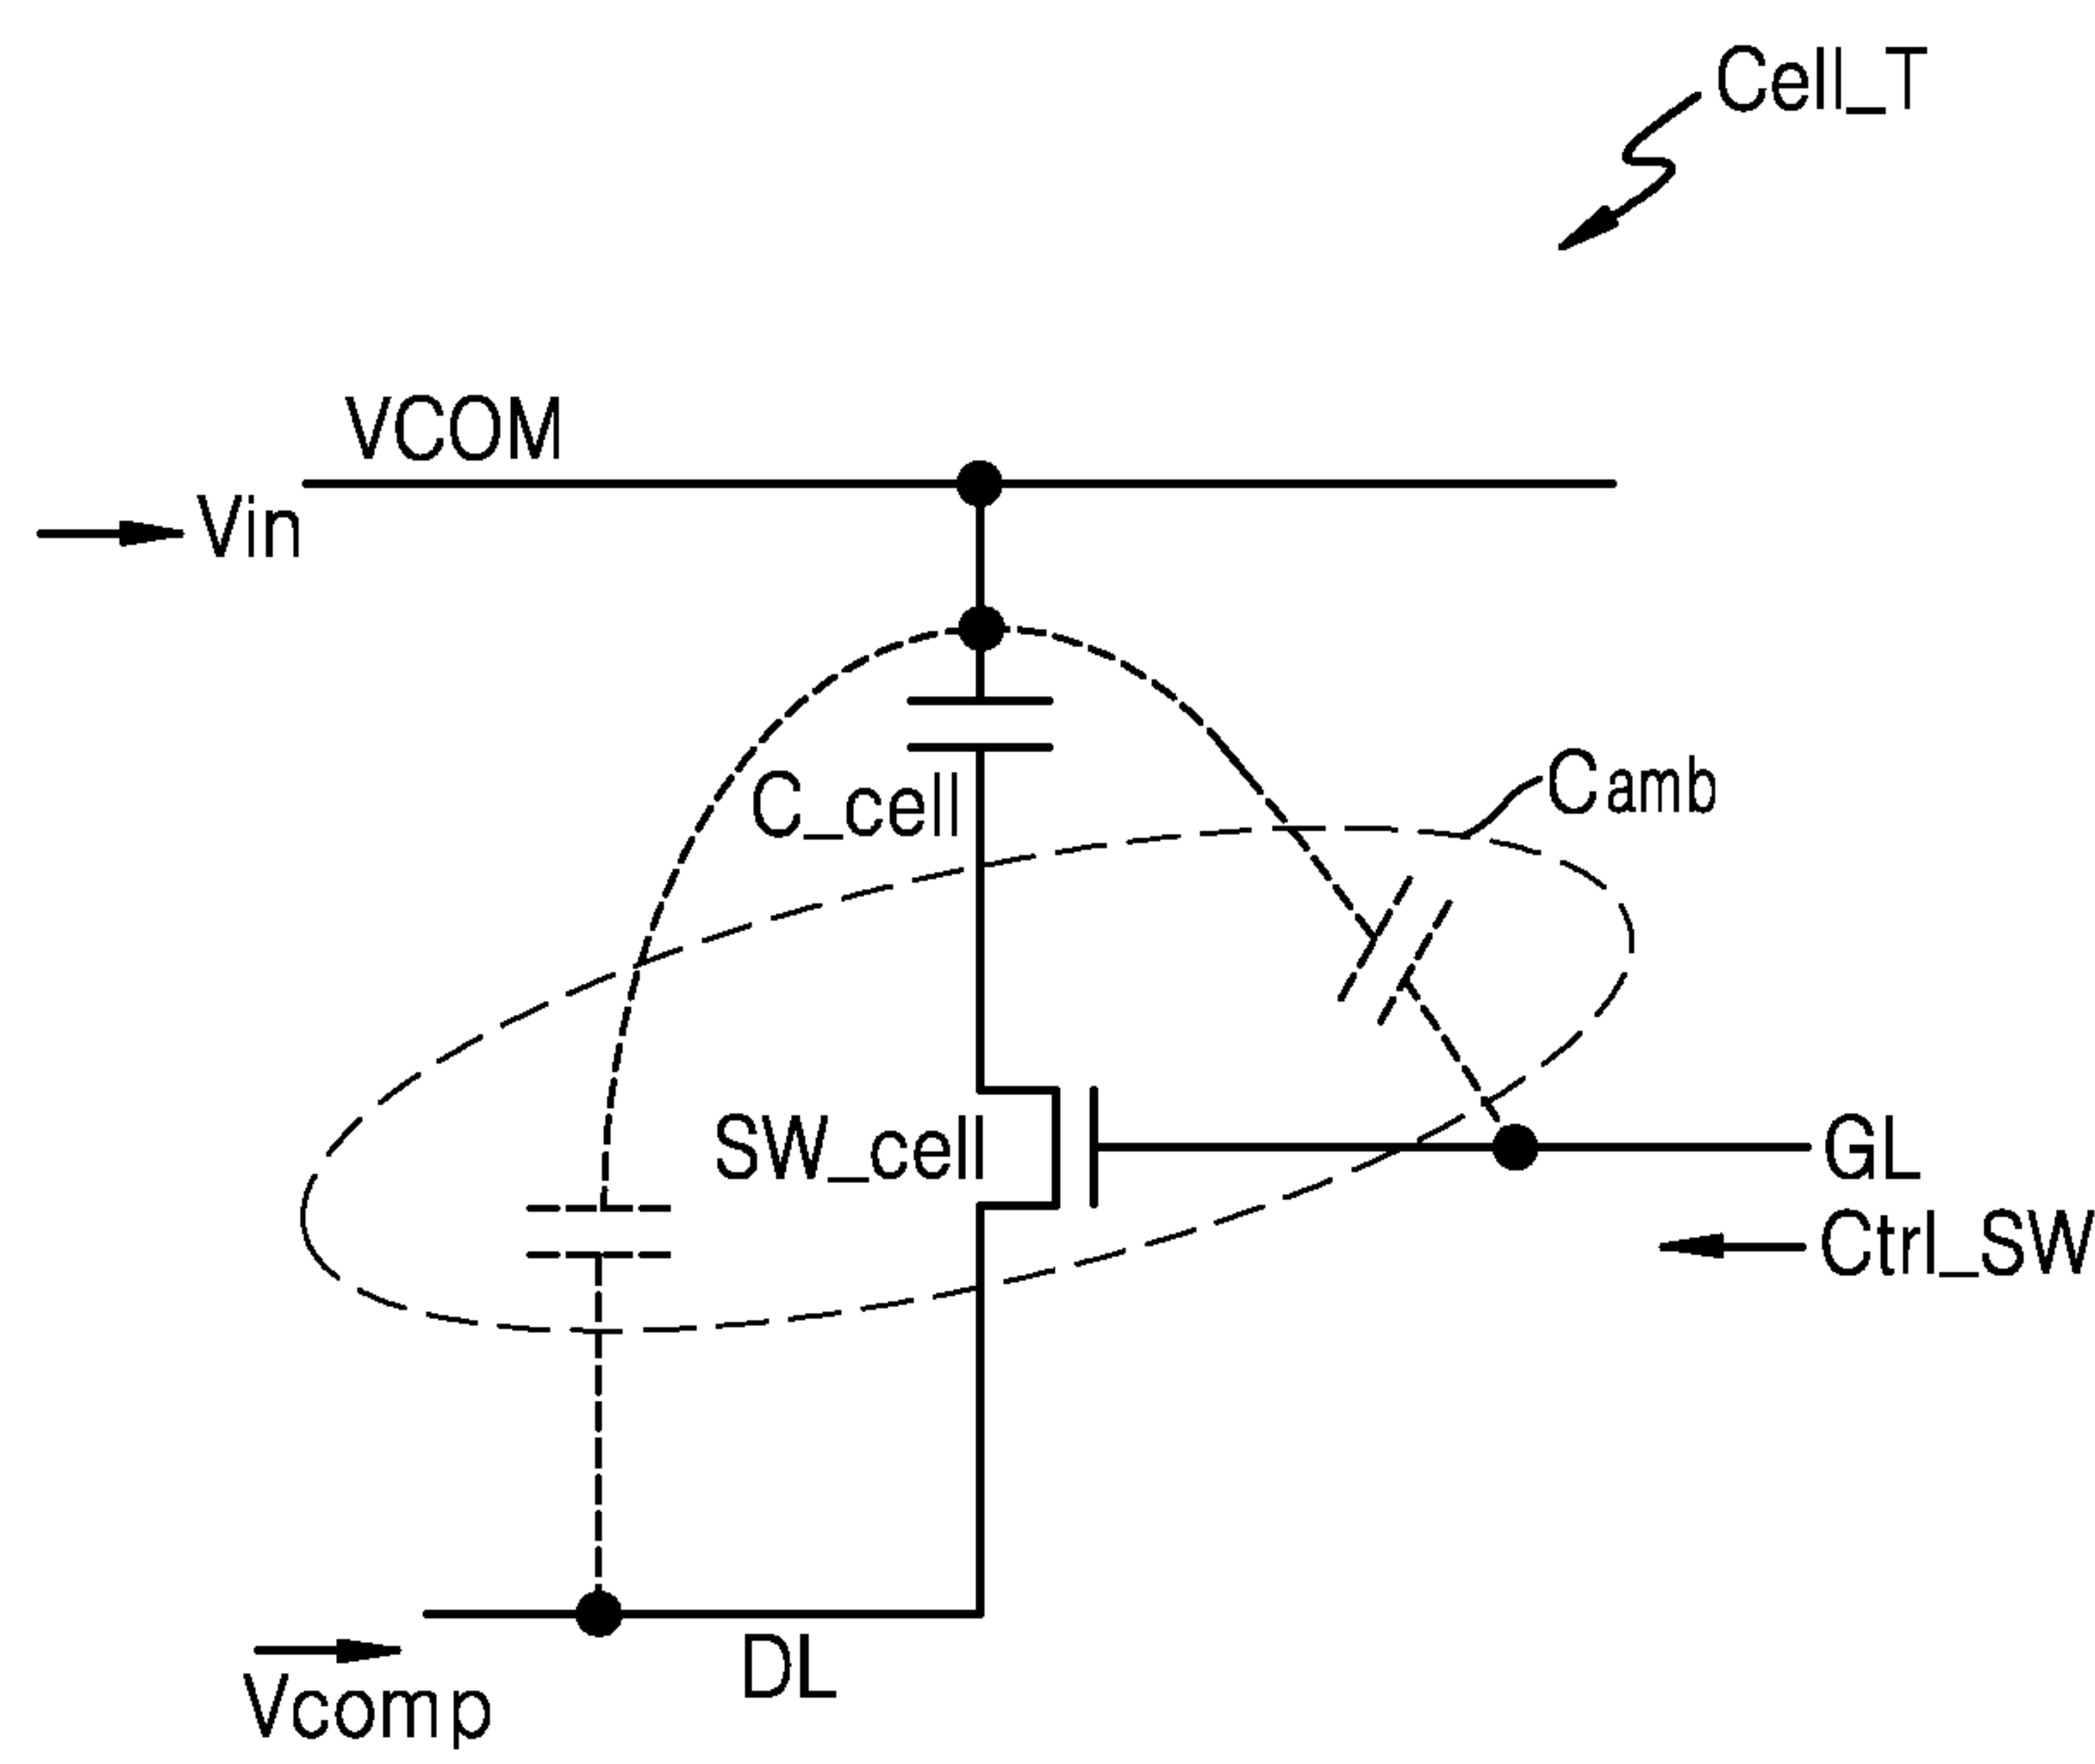 Cell_T
VCOM
Vin
Camb
C_cell
SW_cell
GL
Ctrl_SW
DL
Vcomp